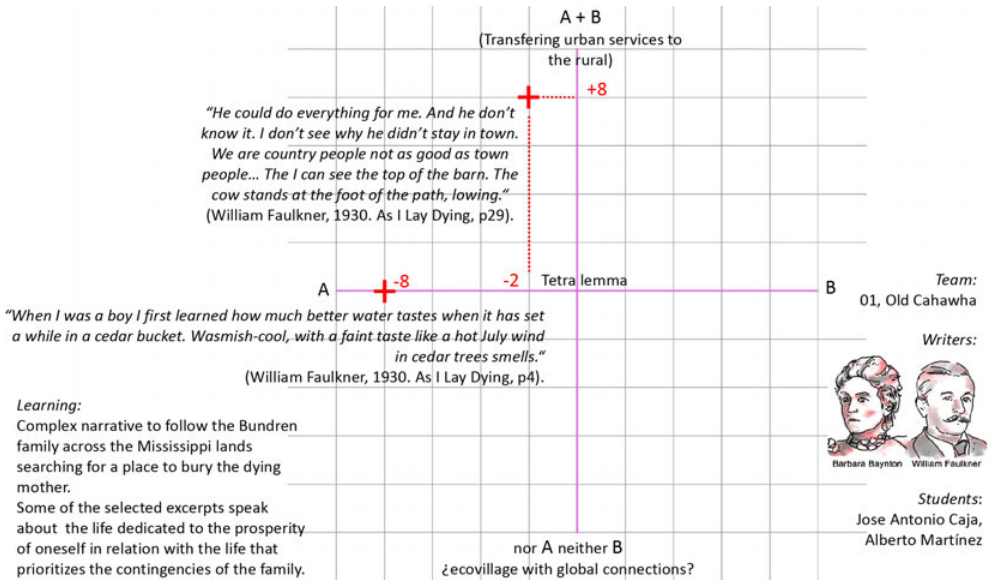 A + B
(Transfering urban services to
the rural)
+8
“He could do everything for me. And he don’t
know it. I don’t see why he didn’t stay in town.
We are country people not as good as town
people... The I can see the top of the barn. The
cow stands at the foot of the path, lowing.“
(William Faulkner, 1930. As I Lay Dying, p29).
A
-8
-2
Tetra lemma
B
“When I was a boy I first learned how much better water tastes when it has set
a while in a cedar bucket. Wasmish-cool, with a faint taste like a hot July wind
in cedar trees smells.“
(William Faulkner, 1930. As I Lay Dying, p4).
Team:
01, Old Cahawha
Writers:
Barbara Baynton
William Faulkner
Students:
Jose Antonio Caja,
Alberto Martínez
Learning:
Complex narrative to follow the Bundren
family across the Mississippi lands
searching for a place to bury the dying
mother.
Some of the selected excerpts speak
about the life dedicated to the prosperity
of oneself in relation with the life that
prioritizes the contingencies of the family.
nor A neither B
¿ecovillage with global connections?